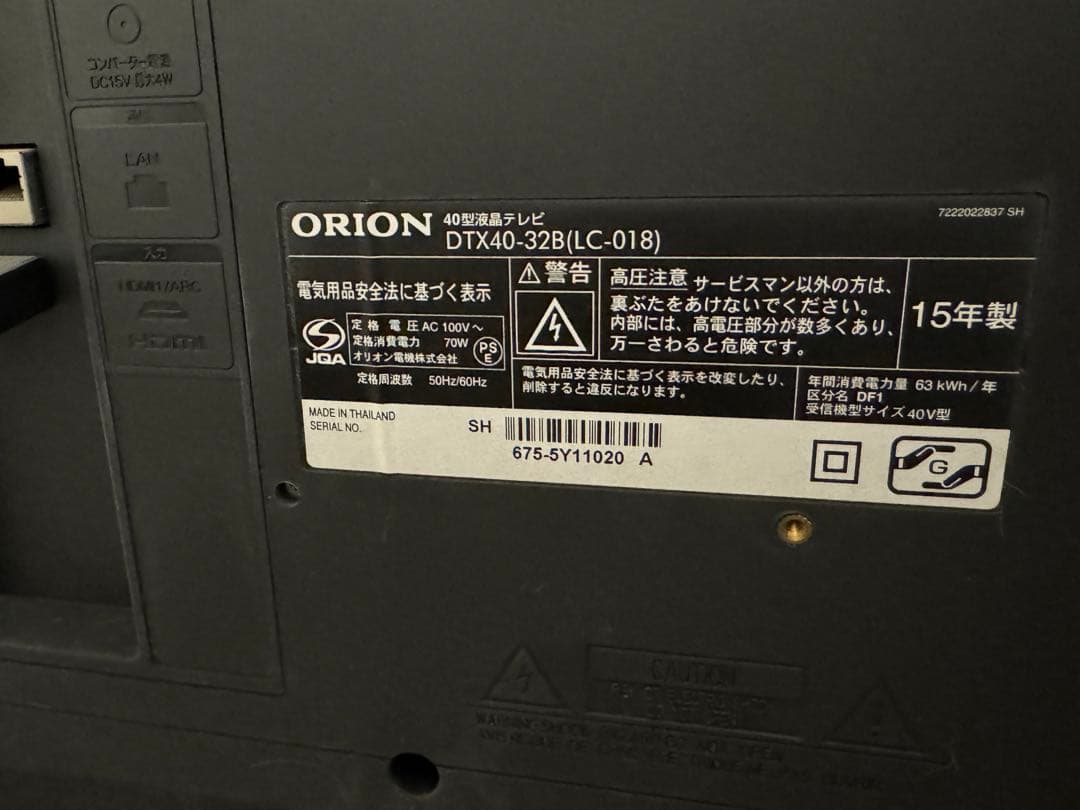 コンバーター電源
DC15V 最大4W
LAN
入力
HDMI1/ARC
HDMI
ORION 40型液晶テレビ
DTX40-32B(LC-018)
7222022837 SH
電気用品安全法に基づく表示
JQA
定格電圧 AC 100V～
定格消費電力 70W
オリオン電機株式会社
PS
E
定格周波数 50Hz/60Hz
⚠警告
高圧注意 サービスマン以外の方は、
裏ぶたをあけないでください。
内部には、高電圧部分が数多くあり、
万一さわると危険です。
15年製
電気用品安全法に基づく表示を改変したり、
削除すると違反になります。
年間消費電力量 63 kWh/年
区分名 DF1
受信機型サイズ 40V型
MADE IN THAILAND
SERIAL NO.
SH
675-5Y11020 A
G
CAUTION